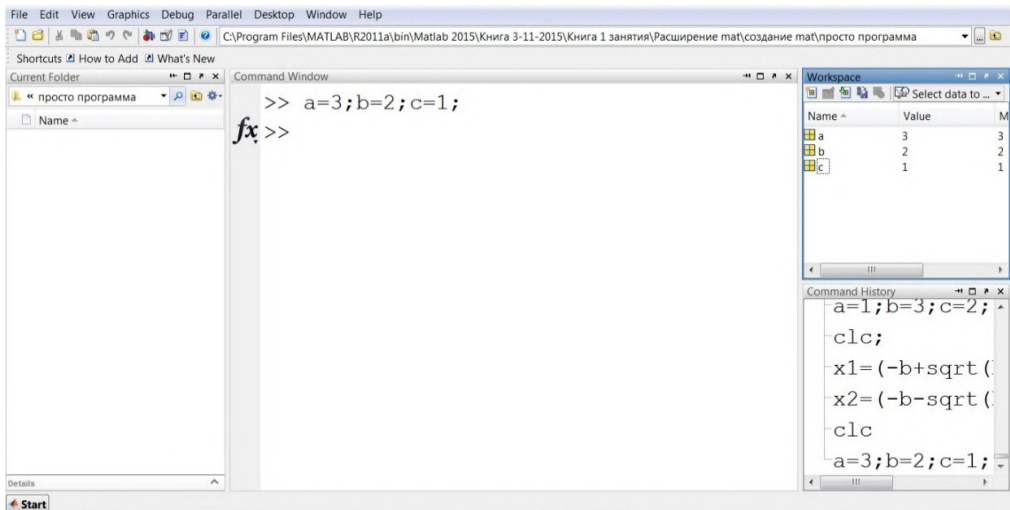 File Edit View Graphics Debug Parallel Desktop Window Help
C:\Program Files\MATLAB\R2011a\bin\Matlab 2015\Книга 3-11-2015\Книга 1 занятия\Расширение mat\создание mat\просто программа
Shortcuts How to Add What's New
Current Folder
« просто программа
Name
Details
Command Window
>> a=3;b=2;c=1;
fx >>
Workspace
Select data to ...
Name Value M
a 3 3
b 2 2
c 1 1
Command History
a=1;b=3;c=2;
clc;
x1=(-b+sqrt(
x2=(-b-sqrt(
clc
a=3;b=2;c=1;
Start